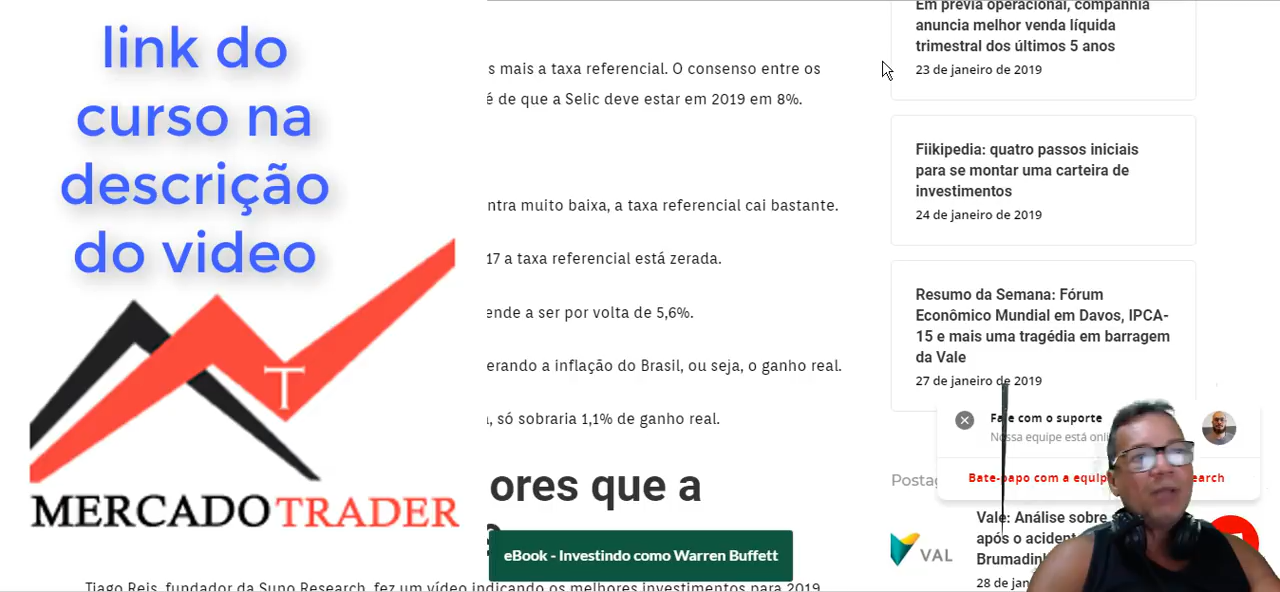 link do
curso na
descrição
do video
T
MERCADOTRADER
s mais a taxa referencial. O consenso entre os
é de que a Selic deve estar em 2019 em 8%.
ntra muito baixa, a taxa referencial cai bastante.
17 a taxa referencial está zerada.
ende a ser por volta de 5,6%.
erando a inflação do Brasil, ou seja, o ganho real.
, só sobraria 1,1% de ganho real.
ores que a
eBook - Investindo como Warren Buffett
Tiago Reis, fundador da Suno Research, fez um vídeo indicando os melhores investimentos para 2019
Em prévia operacional, companhia
anuncia melhor venda líquida
trimestral dos últimos 5 anos
23 de janeiro de 2019
Fiikipedia: quatro passos iniciais
para se montar uma carteira de
investimentos
24 de janeiro de 2019
Resumo da Semana: Fórum
Econômico Mundial em Davos, IPCA-
15 e mais uma tragédia em barragem
da Vale
27 de janeiro de 2019
Fale com o suporte
Nossa equipe está onli
Bate-papo com a equip search
Postag
VAL
Vale: Análise sobre
após o acident
Brumadin
28 de jan